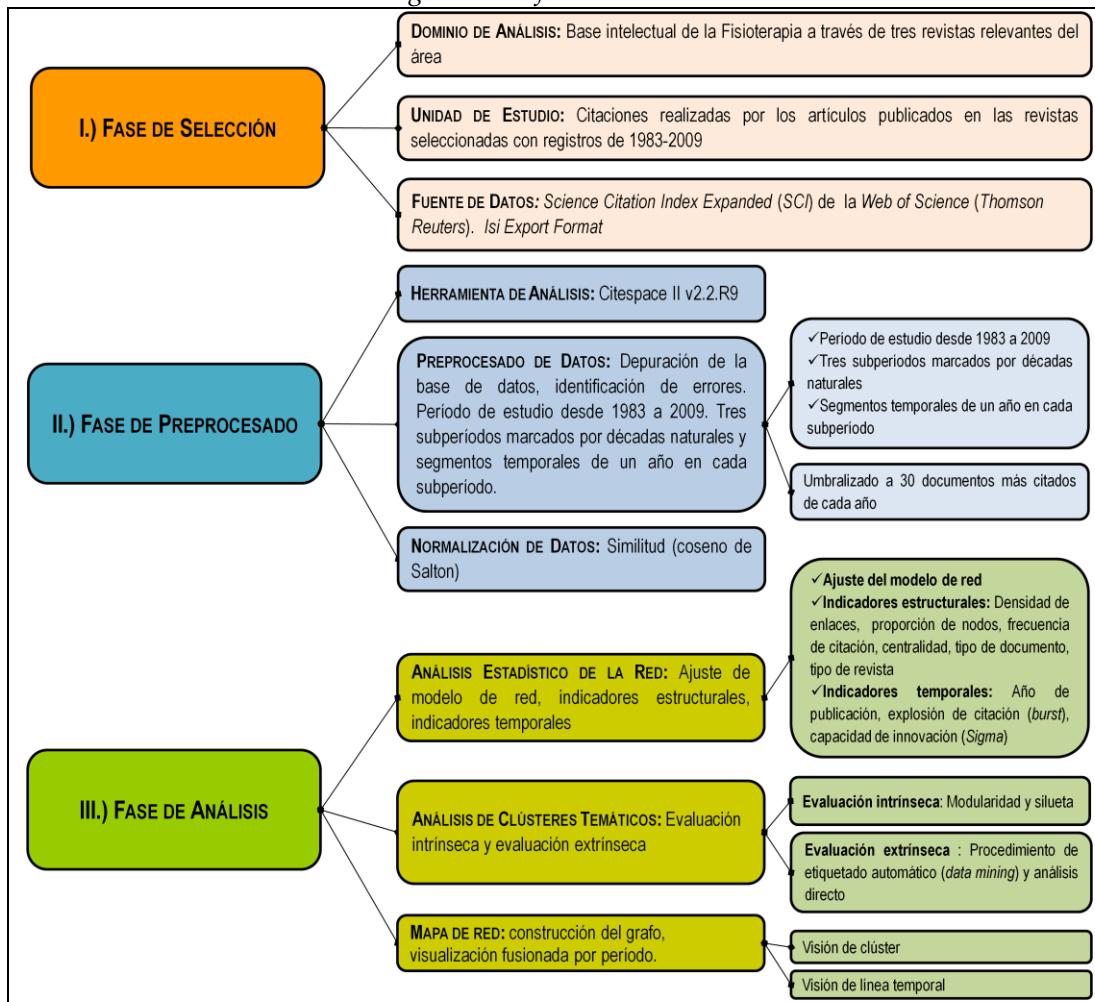 I.) FASE DE SELECCIÓN
DOMINIO DE ANÁLISIS: Base intelectual de la Fisioterapia a través de tres revistas relevantes del
área
UNIDAD DE ESTUDIO: Citaciones realizadas por los artículos publicados en las revistas
seleccionadas con registros de 1983-2009
FUENTE DE DATOS: Science Citation Index Expanded (SCI) de la Web of Science (Thomson
Reuters). Isi Export Format
II.) FASE DE PREPROCESADO
HERRAMIENTA DE ANÁLISIS: Citespace II v2.2.R9
PREPROCESADO DE DATOS: Depuración de la
base de datos, identificación de errores.
Período de estudio desde 1983 a 2009. Tres
subperíodos marcados por décadas naturales y
segmentos temporales de un año en cada
subperíodo.
✓Período de estudio desde 1983 a 2009
✓Tres subperíodos marcados por décadas
naturales
✓Segmentos temporales de un año en cada
subperiodo
Umbralizado a 30 documentos más citados
de cada año
NORMALIZACIÓN DE DATOS: Similitud (coseno de
Salton)
III.) FASE DE ANÁLISIS
ANÁLISIS ESTADÍSTICO DE LA RED: Ajuste de
modelo de red, indicadores estructurales,
indicadores temporales
✓Ajuste del modelo de red
✓Indicadores estructurales: Densidad de
enlaces, proporción de nodos, frecuencia
de citación, centralidad, tipo de documento,
tipo de revista
✓Indicadores temporales: Año de
publicación, explosión de citación (burst),
capacidad de innovación (Sigma)
ANÁLISIS DE CLÚSTERES TEMÁTICOS: Evaluación
intrínseca y evaluación extrínseca
Evaluación intrínseca: Modularidad y silueta
Evaluación extrínseca : Procedimiento de
etiquetado automático (data mining) y análisis
directo
MAPA DE RED: construcción del grafo,
visualización fusionada por período.
Visión de clúster
Visión de línea temporal